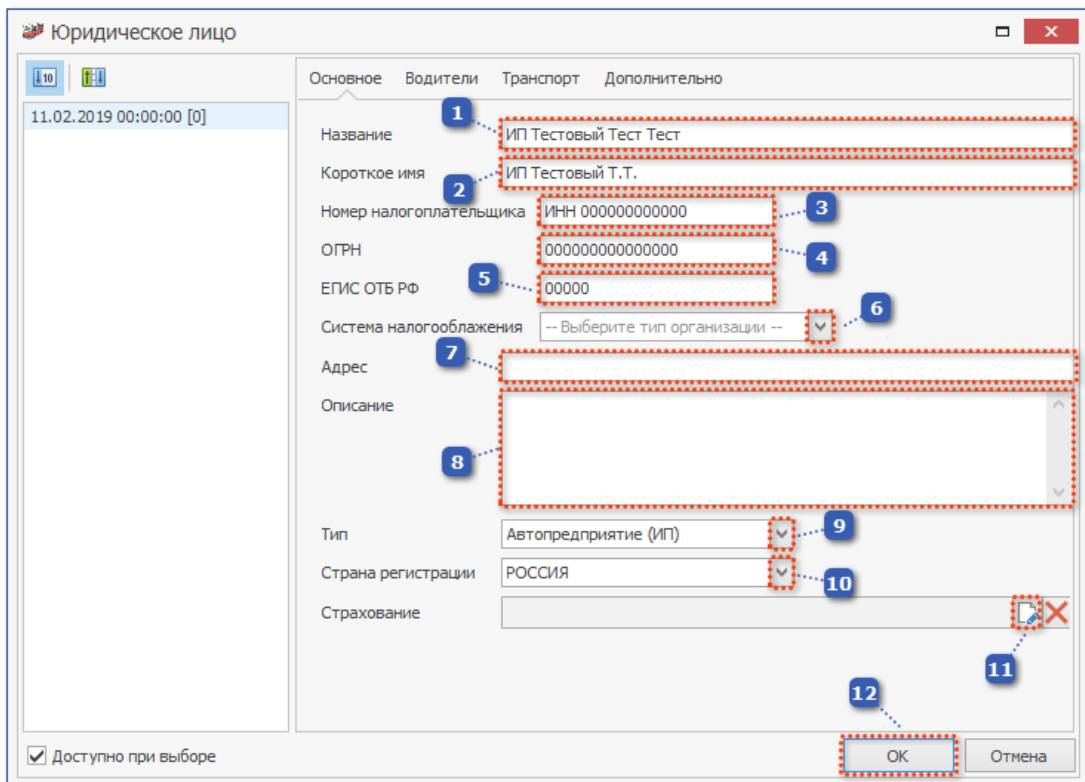 Юридическое лицо
Основное Водители Транспорт Дополнительно
11.02.2019 00:00:00 [0]
1
Название ИП Тестовый Тест Тест
Короткое имя ИП Тестовый Т.Т.
2
Номер налогоплательщика ИНН 000000000000 3
ОГРН 000000000000000 4
5
ЕГИС ОТБ РФ 00000
6
Система налогооблажения -- Выберите тип организации --
7
Адрес
Описание
8
Тип Автопредприятие (ИП) 9
Страна регистрации РОССИЯ 10
Страхование
11
12
Доступно при выборе ОК Отмена